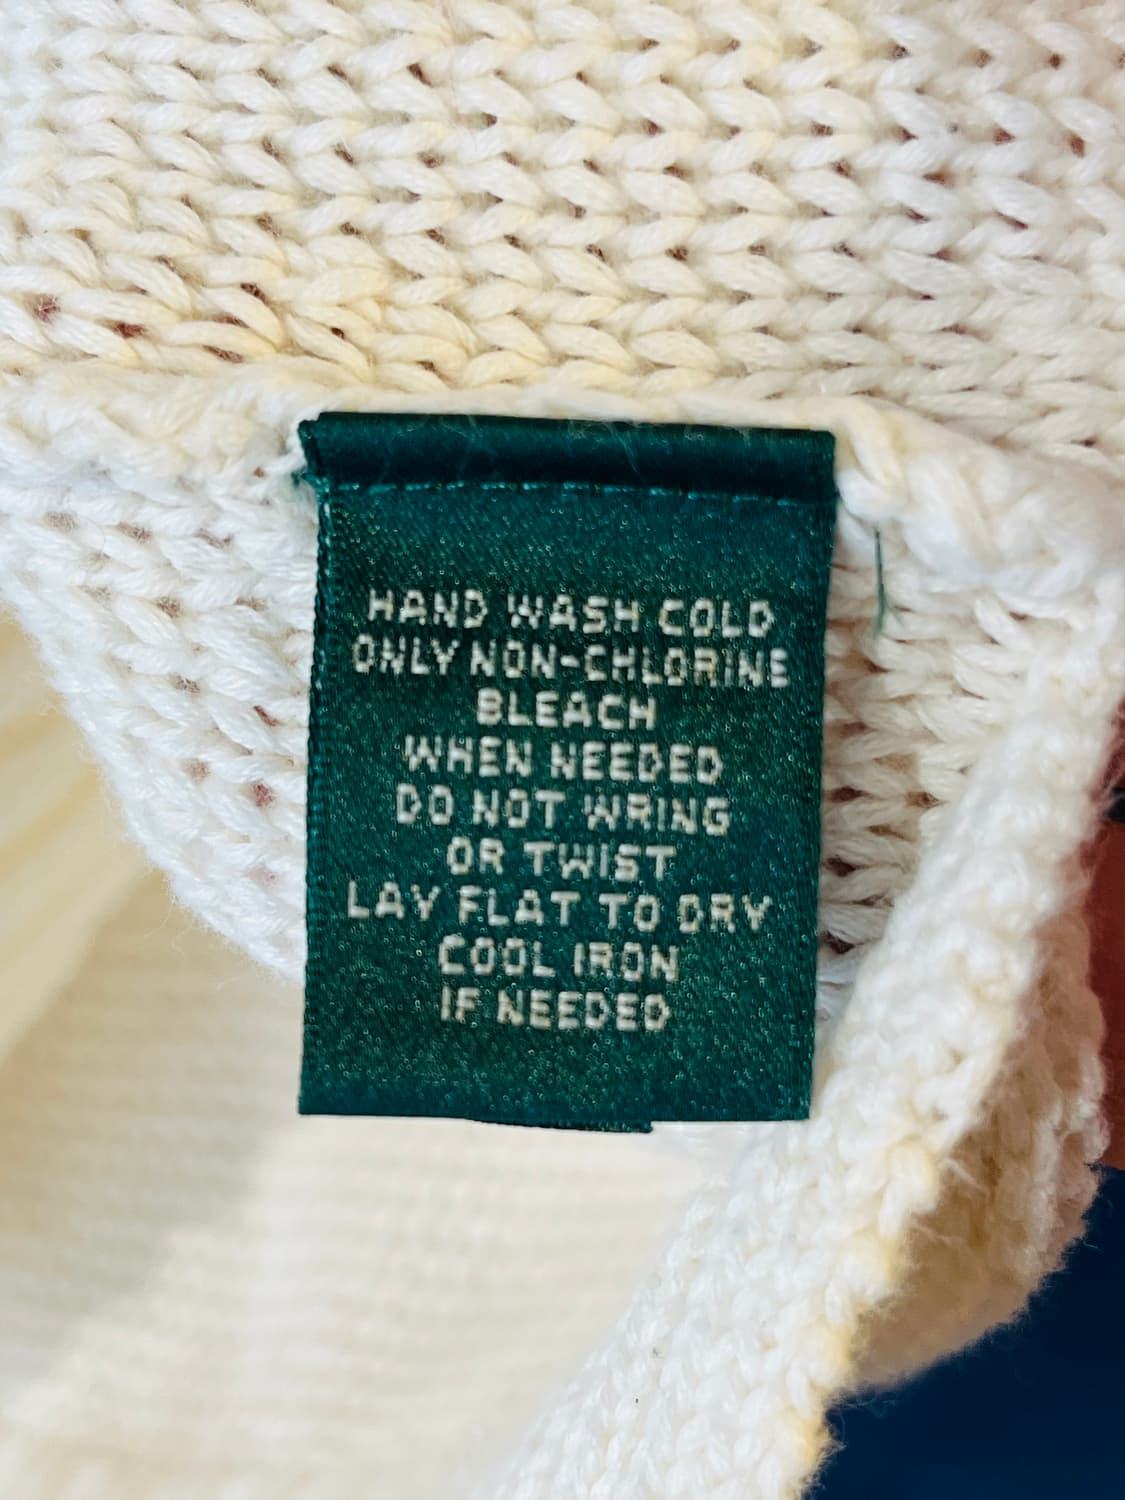 HAND WASH COLD
ONLY NON-CHLORINE
BLEACH
WHEN NEEDED
DO NOT WRING
OR TWIST
LAY FLAT TO DRY
COOL IRON
IF NEEDED